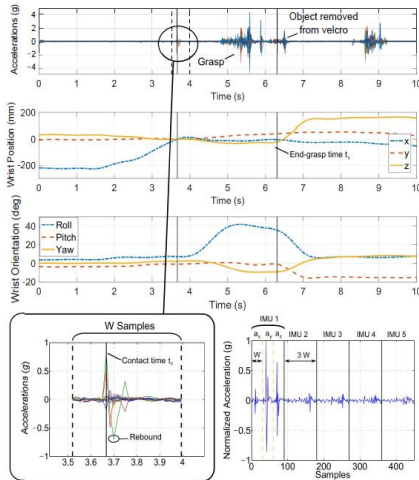 Accelerations (g)
4
2
0
-2
-4
Grasp
Object removed
from velcro
0 1 2 3 4 5 6 7 8 9 10
Time (s)
Wrist Position (mm)
200
0
-200
End-grasp time tₑ
x
y
z
0 1 2 3 4 5 6 7 8 9 10
Time (s)
Wrist Orientation (deg)
40
20
0
-20
Roll
Pitch
Yaw
0 1 2 3 4 5 6 7 8 9 10
Time (s)
W Samples
Accelerations (g)
1
0.5
0
-0.5
-1
Contact time t꜀
Rebound
3.5 3.6 3.7 3.8 3.9 4
Time (s)
IMU 1
aₓ aᵧ a_z
IMU 2 IMU 3 IMU 4 IMU 5
W
3 W
Normalized Acceleration (g)
1
0.5
0
-0.5
-1
0 100 200 300 400
Samples